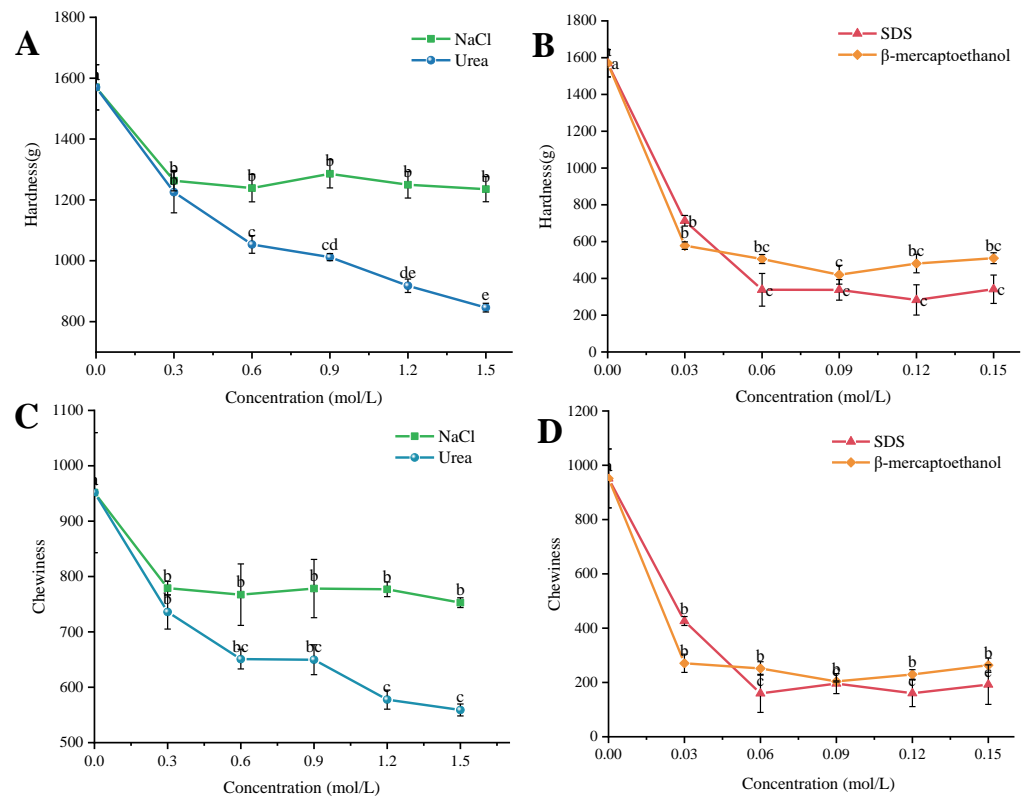 A
1800
NaCl
Urea
1600
1400
1200
1000
800
Hardness(g)
a
b
b
b
b
b
b
c
cd
de
e
0.0 0.3 0.6 0.9 1.2 1.5
Concentration (mol/L)
B
1800
SDS
β-mercaptoethanol
1600
1400
1200
1000
800
600
400
200
0
Hardness(g)
a
b
b
bc
c
bc
bc
c
c
c
c
0.00 0.03 0.06 0.09 0.12 0.15
Concentration (mol/L)
C
1100
NaCl
Urea
1000
900
800
700
600
500
Chewiness
a
b
b
b
b
b
b
bc
bc
c
c
0.0 0.3 0.6 0.9 1.2 1.5
Concentration (mol/L)
D
1200
SDS
β-mercaptoethanol
1000
800
600
400
200
0
Chewiness
a
b
b
b
b
b
b
c
c
c
0.00 0.03 0.06 0.09 0.12 0.15
Concentration (mol/L)